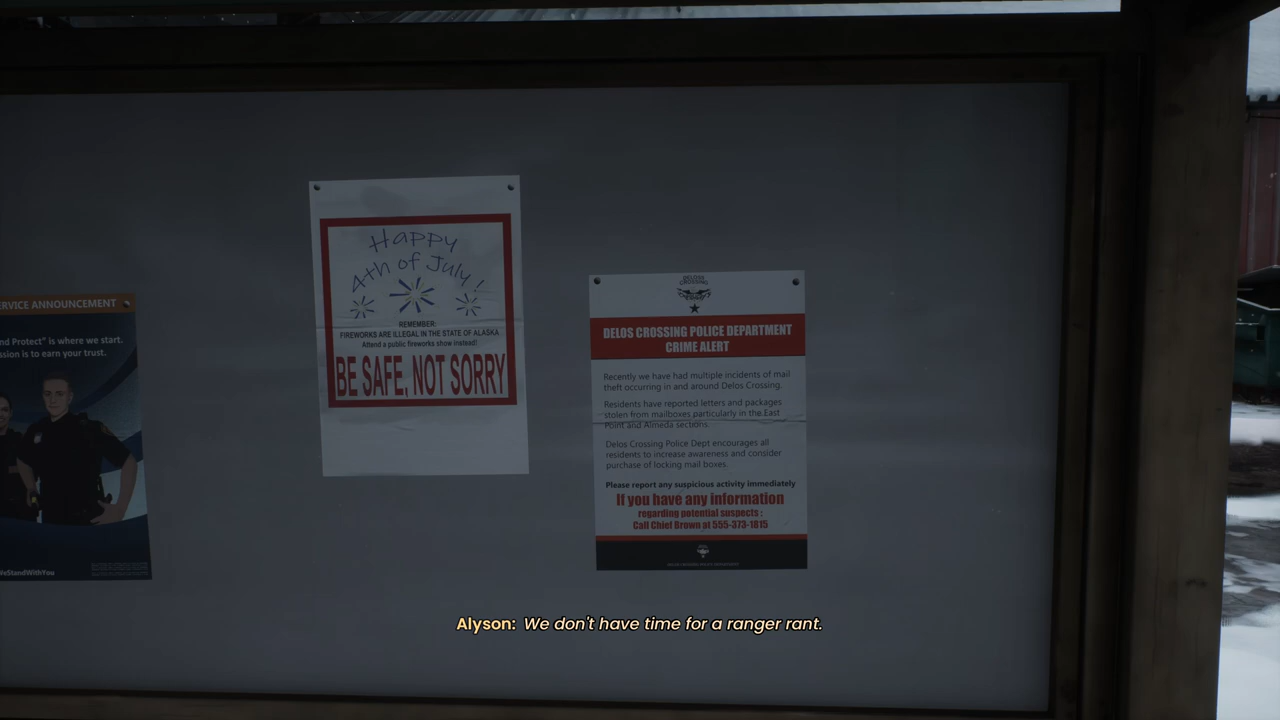 ERVICE ANNOUNCEMENT
nd Protect" is where we start.
ssion is to earn your trust.
WeStandWithYou
Happy
4th of July!
REMEMBER:
FIREWORKS ARE ILLEGAL IN THE STATE OF ALASKA
Attend a public fireworks show instead!
BE SAFE, NOT SORRY
DELOS
CROSSING
DELOS CROSSING POLICE DEPARTMENT
CRIME ALERT
Recently we have had multiple incidents of mail
theft occurring in and around Delos Crossing.
Residents have reported letters and packages
stolen from mailboxes particularly in the East
Point and Almeda sections.
Delos Crossing Police Dept encourages all
residents to increase awareness and consider
purchase of locking mail boxes.
Please report any suspicious activity immediately
If you have any information
regarding potential suspects :
Call Chief Brown at 555-373-1815
Alyson: We don't have time for a ranger rant.